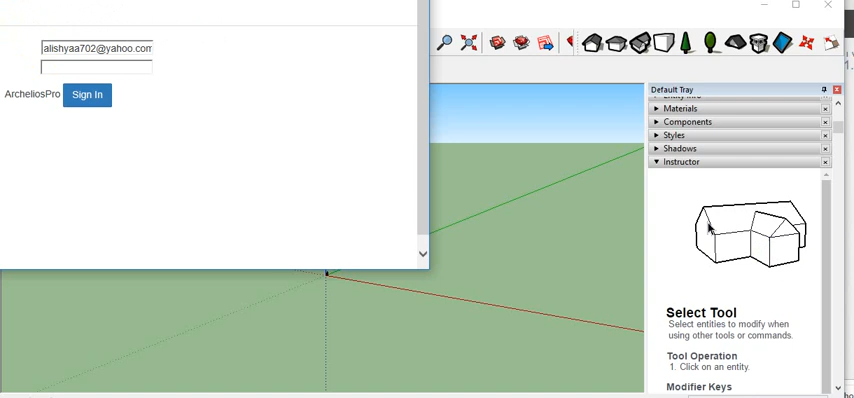 alishyaa702@yahoo.com
ArcheliosPro Sign In
Default Tray
Materials
Components
Styles
Shadows
Instructor
Select Tool
Select entities to modify when
using other tools or commands.
Tool Operation
1. Click on an entity.
Modifier Keys